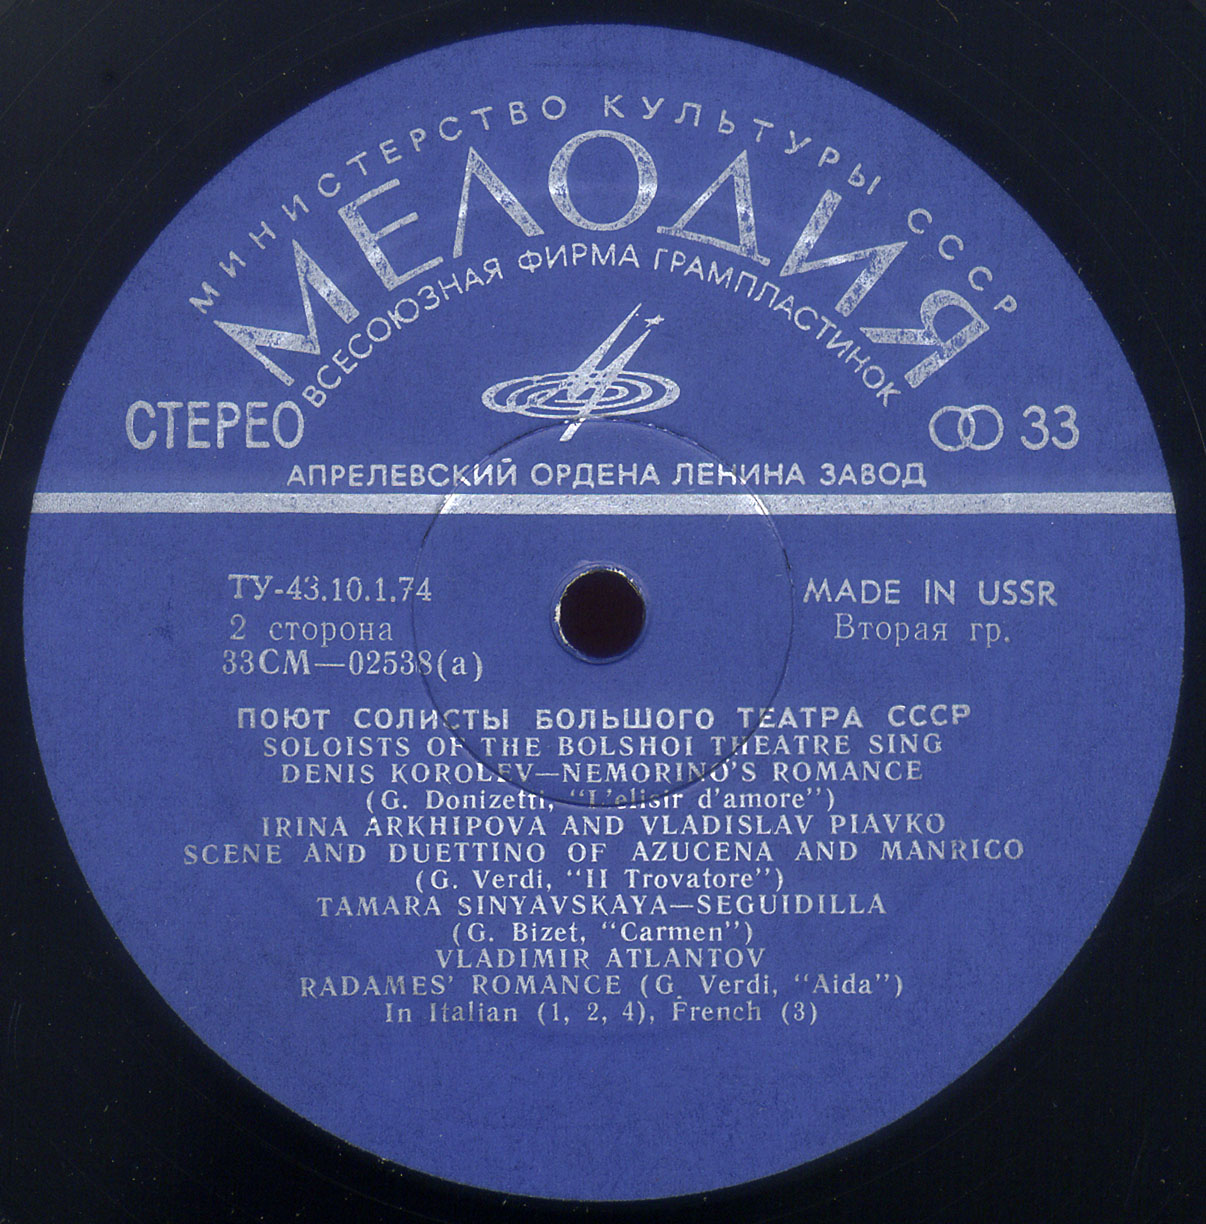 МИНИСТЕРСТВО КУЛЬТУРЫ СССР
МЕЛОДИЯ
ВСЕСОЮЗНАЯ ФИРМА ГРАМПЛАСТИНОК
СТЕРЕО
33
АПРЕЛЕВСКИЙ ОРДЕНА ЛЕНИНА ЗАВОД
ТУ-43.10.1.74
MADE IN USSR
2 сторона
Вторая гр.
33СМ—02538(а)
ПОЮТ СОЛИСТЫ БОЛЬШОГО ТЕАТРА СССР
SOLOISTS OF THE BOLSHOI THEATRE SING
DENIS KOROLEV—NEMORINO'S ROMANCE
(G. Donizetti, "L'elisir d'amore")
IRINA ARKHIPOVA AND VLADISLAV PIAVKO
SCENE AND DUETTINO OF AZUCENA AND MANRICO
(G. Verdi, "Il Trovatore")
TAMARA SINYAVSKAYA—SEGUIDILLA
(G. Bizet, "Carmen")
VLADIMIR ATLANTOV
RADAMES' ROMANCE (G. Verdi, "Aida")
In Italian (1, 2, 4), French (3)